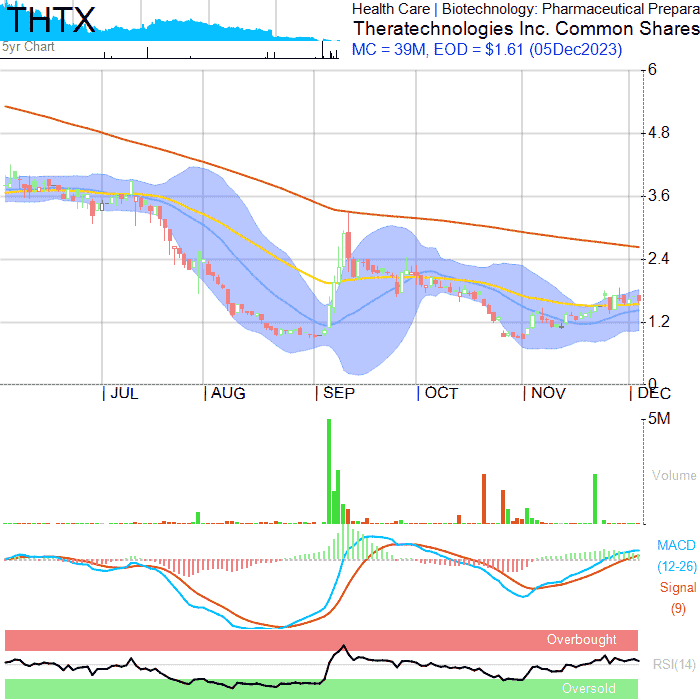 THTX
5yr Chart
Health Care | Biotechnology: Pharmaceutical Prepara
Theratechnologies Inc. Common Shares
MC = 39M, EOD = $1.61 (05Dec2023)
6
4.8
3.6
2.4
1.2
0
JUL AUG SEP OCT NOV DEC
5M
Volume
MACD
(12-26)
Signal
(9)
Overbought
RSI(14)
Oversold